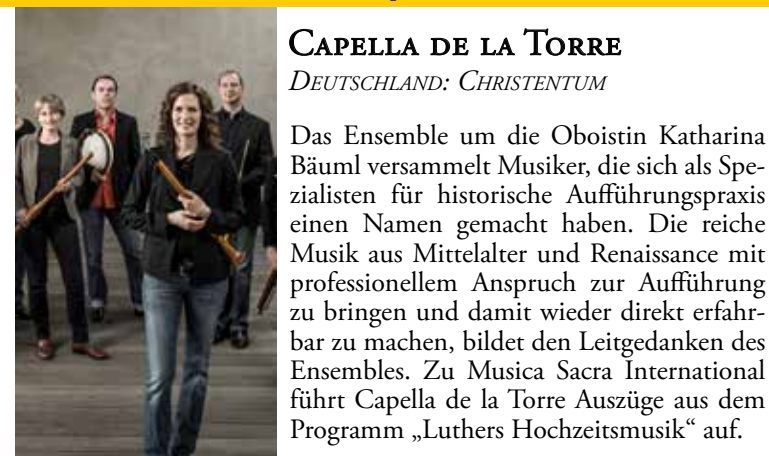 Capella de la Torre
Deutschland: Christentum
Das Ensemble um die Oboistin Katharina
Bäuml versammelt Musiker, die sich als Spe-
zialisten für historische Aufführungspraxis
einen Namen gemacht haben. Die reiche
Musik aus Mittelalter und Renaissance mit
professionellem Anspruch zur Aufführung
zu bringen und damit wieder direkt erfahr-
bar zu machen, bildet den Leitgedanken des
Ensembles. Zu Musica Sacra International
führt Capella de la Torre Auszüge aus dem
Programm „Luthers Hochzeitsmusik“ auf.